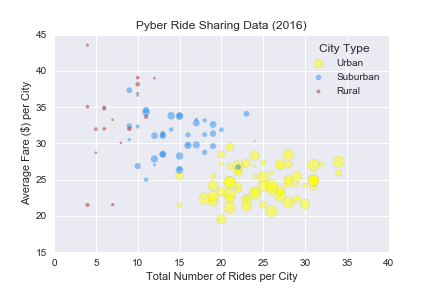 Pyber Ride Sharing Data (2016)
City Type
Urban
Suburban
Rural
45
40
35
30
25
20
15
Average Fare ($) per City
0 5 10 15 20 25 30 35 40
Total Number of Rides per City